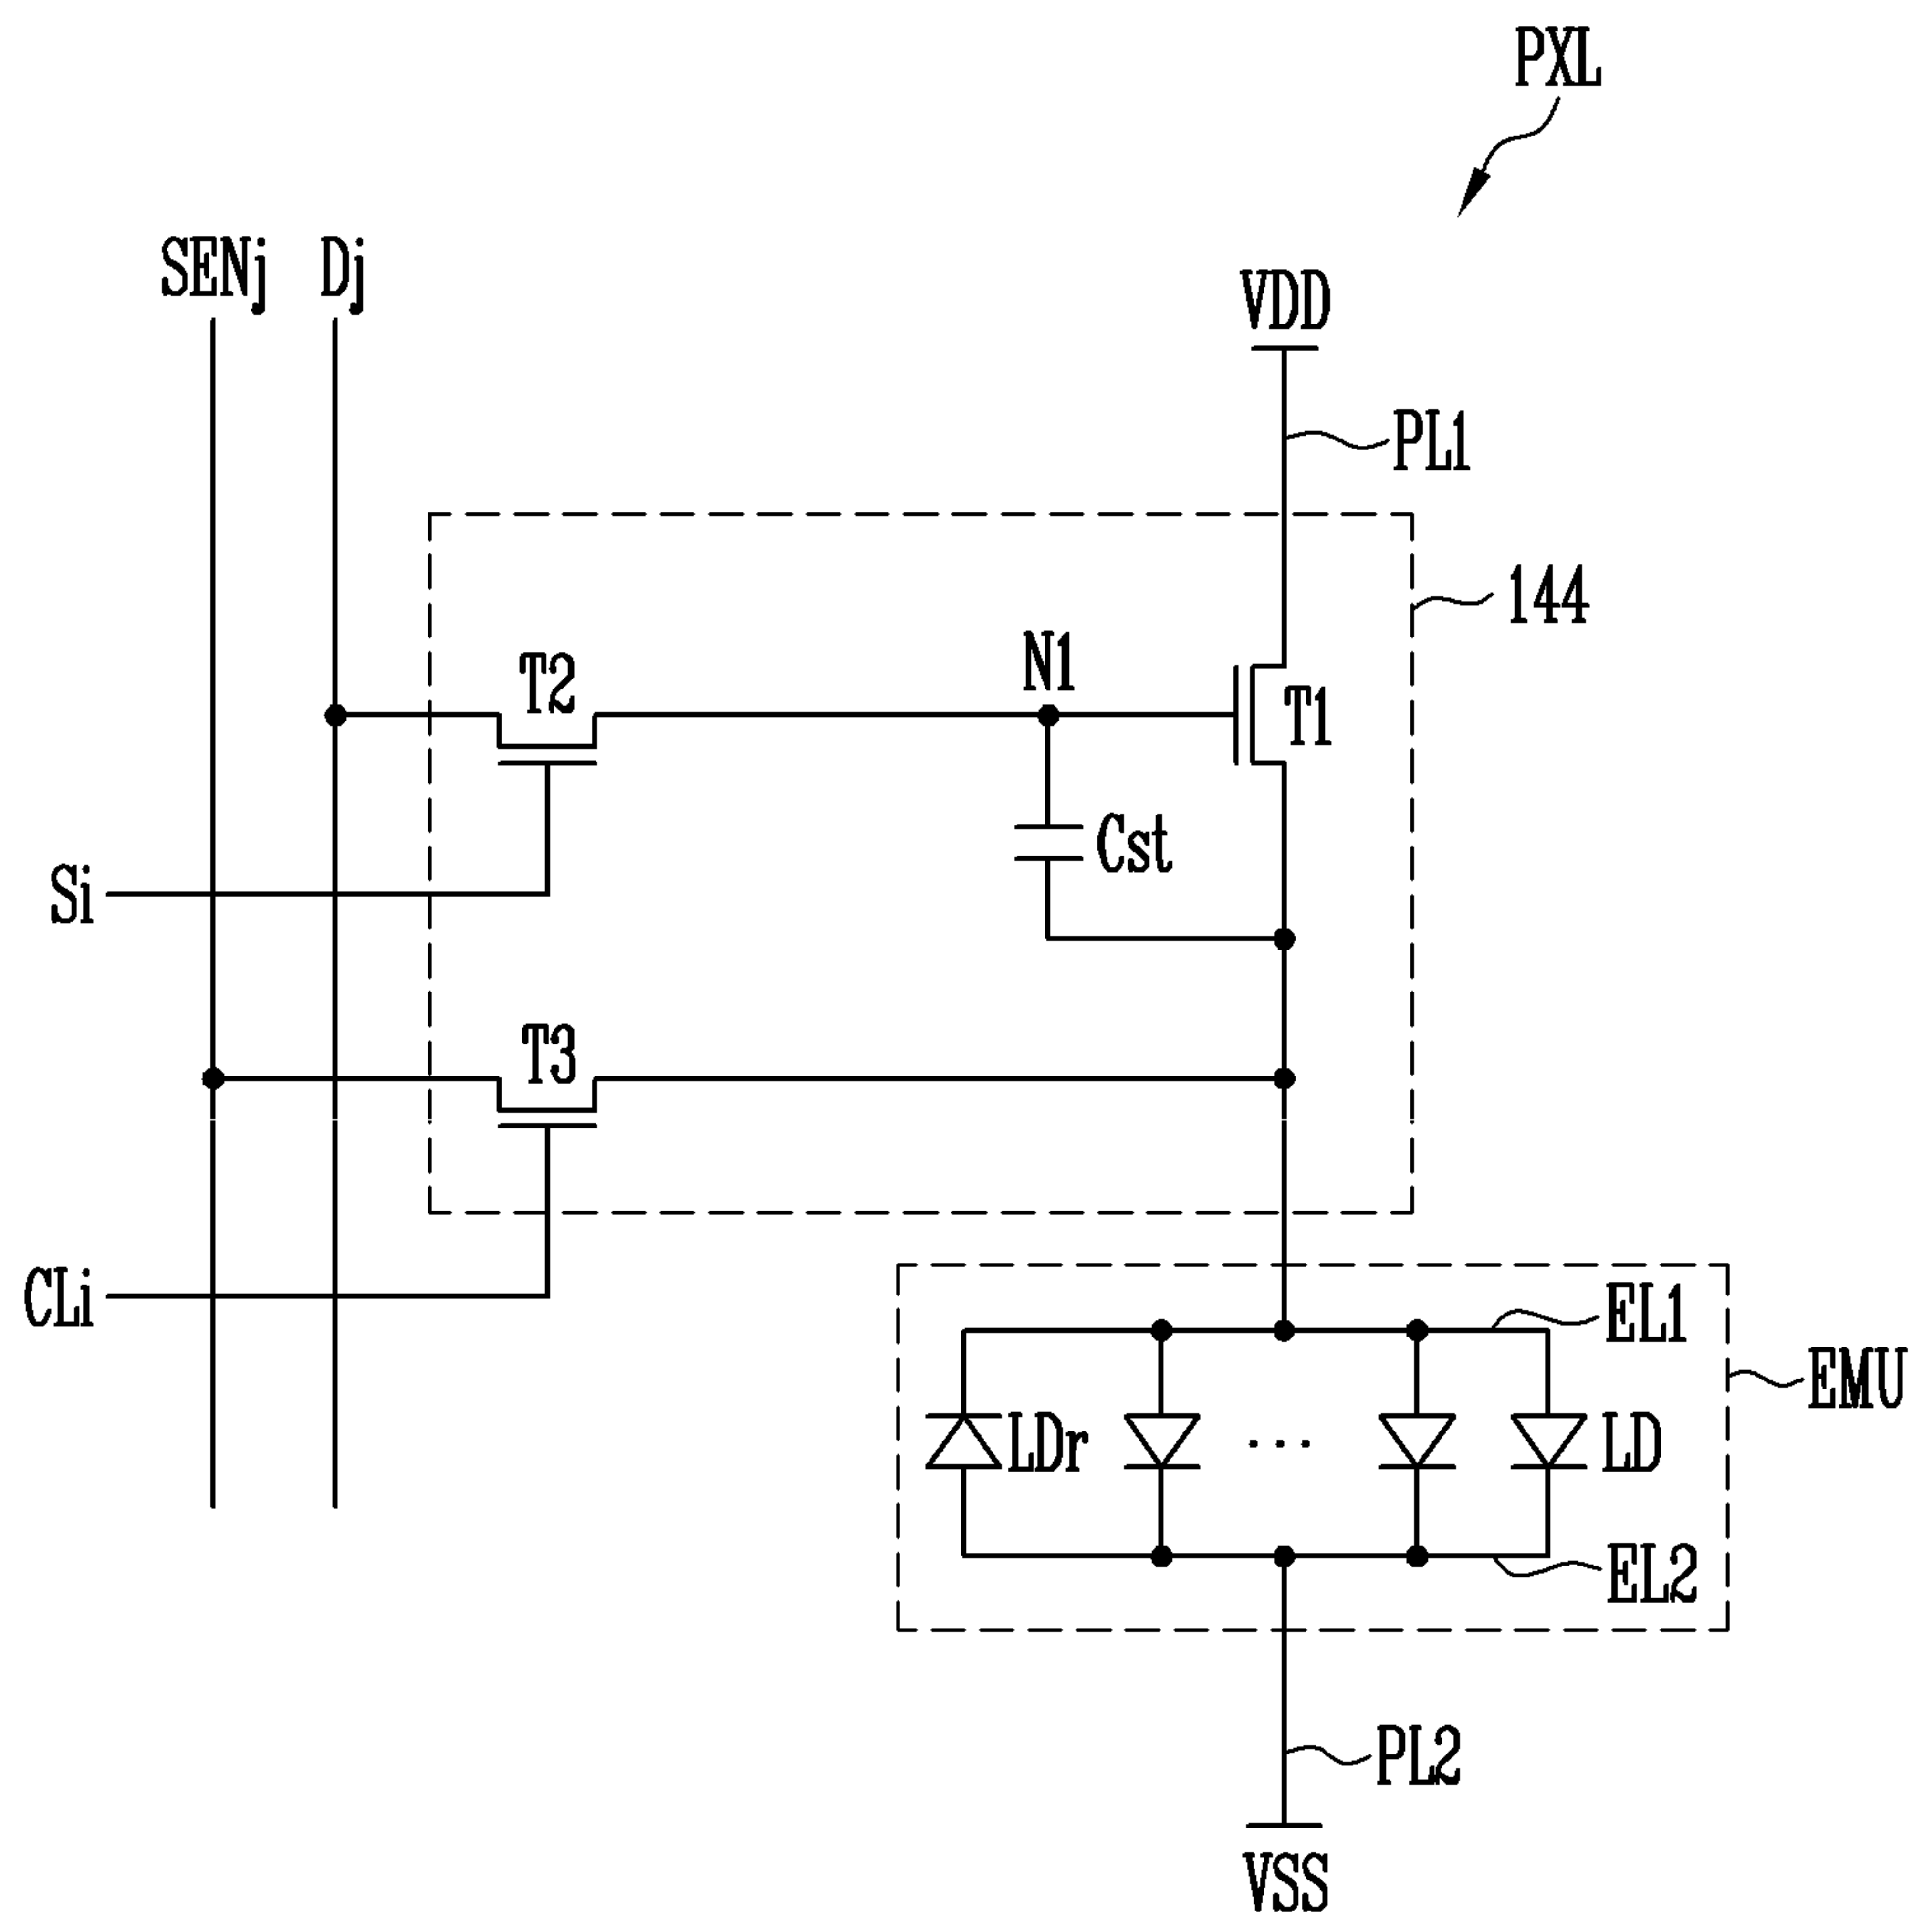 PXL
SENj
Dj
VDD
PL1
144
T2
N1
T1
Cst
Si
T3
CLi
EL1
EMU
LDr
...
LD
EL2
PL2
VSS